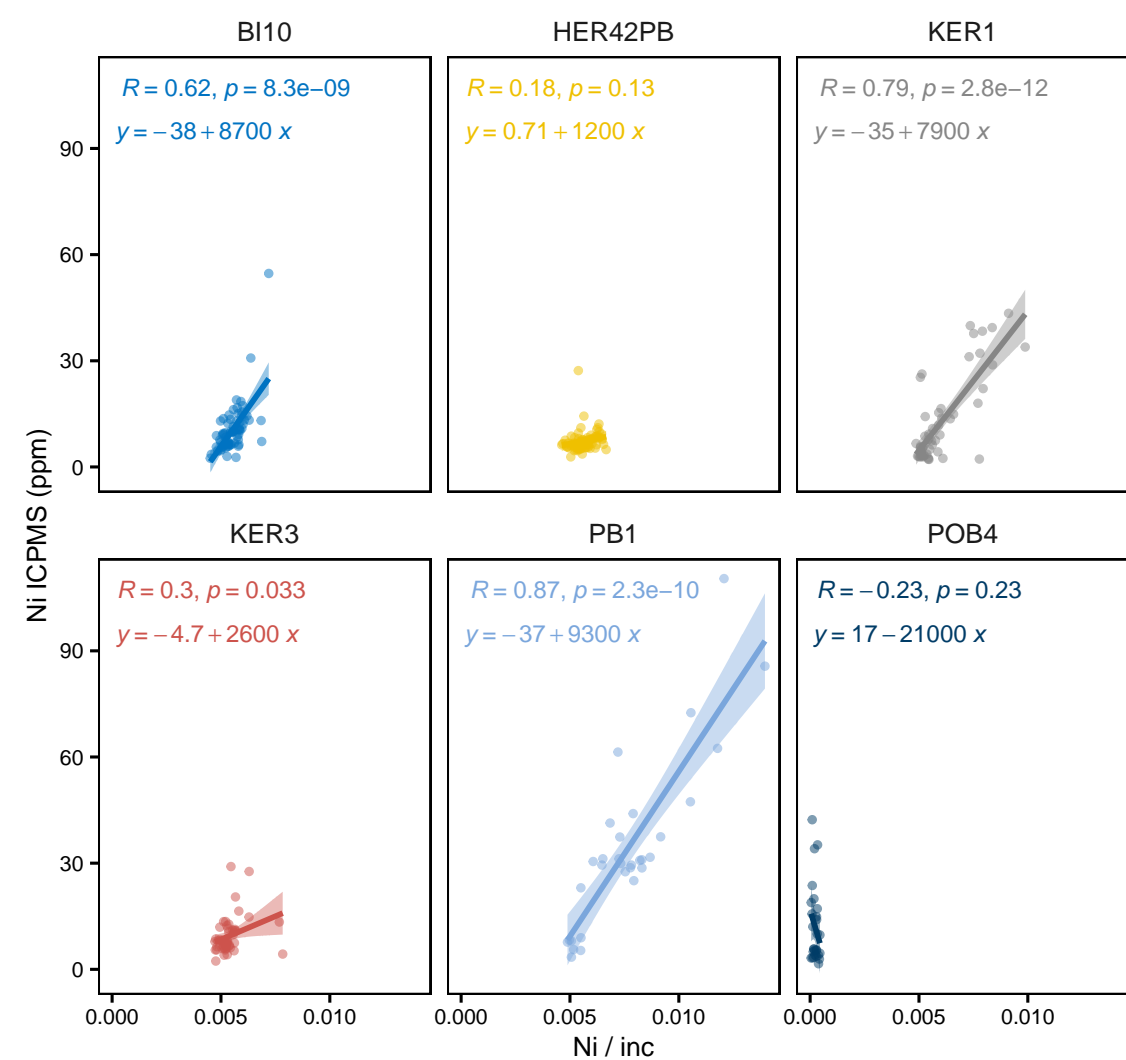 BI10 HER42PB KER1
R = 0.62, p = 8.3e−09 R = 0.18, p = 0.13 R = 0.79, p = 2.8e−12
y = −38 + 8700 x y = 0.71 + 1200 x y = −35 + 7900 x
90
60
30
0
Ni ICPMS (ppm)
KER3 PB1 POB4
R = 0.3, p = 0.033 R = 0.87, p = 2.3e−10 R = −0.23, p = 0.23
y = −4.7 + 2600 x y = −37 + 9300 x y = 17 − 21000 x
90
60
30
0
0.000 0.005 0.010 0.000 0.005 0.010 0.000 0.005 0.010
Ni / inc